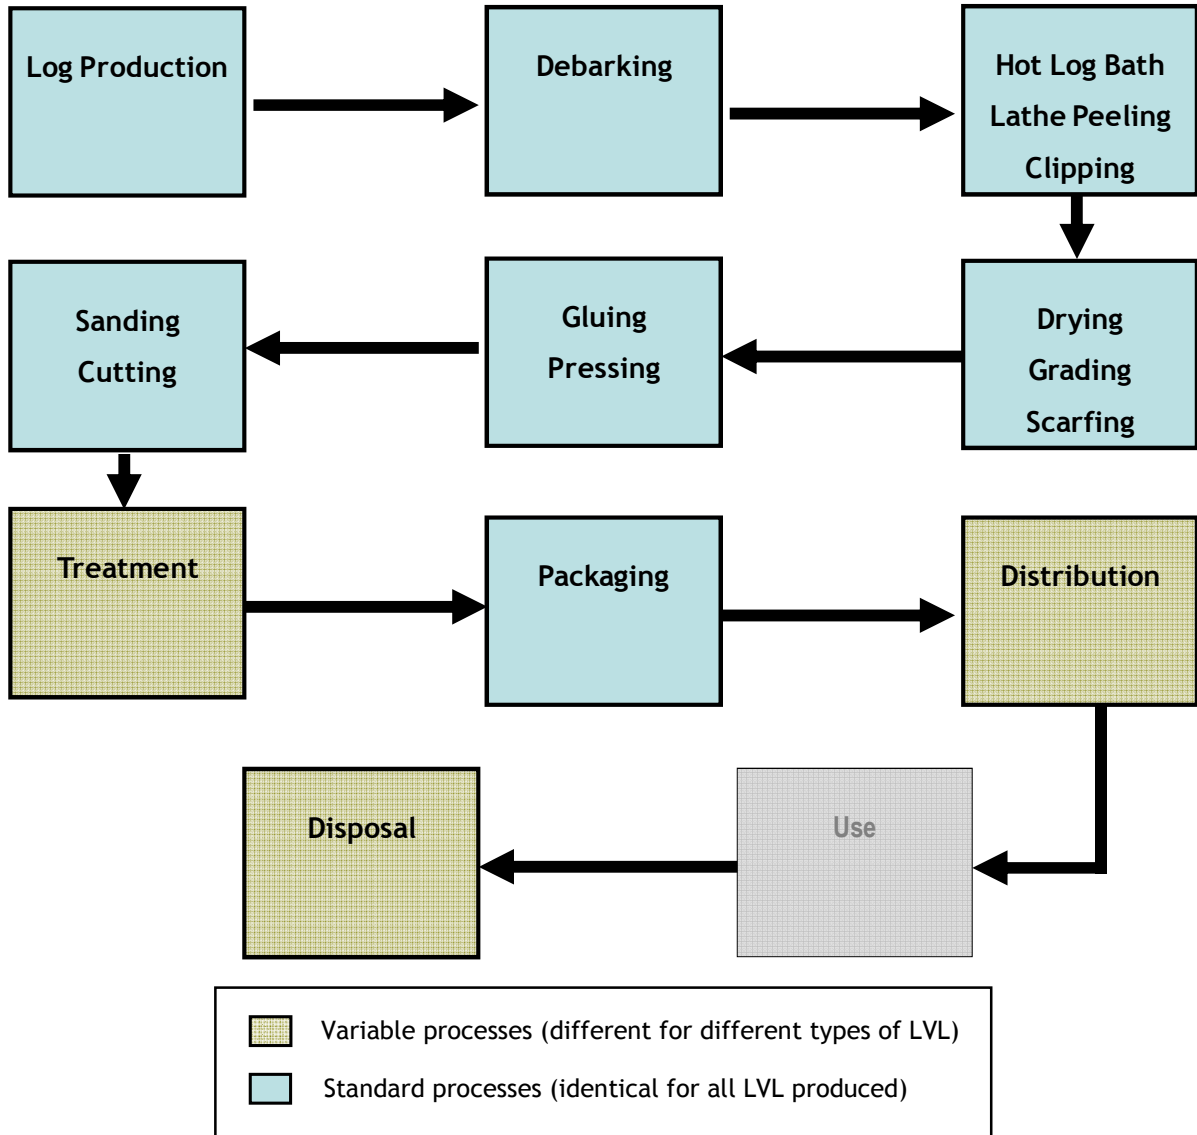 Log Production
Debarking
Hot Log Bath
Lathe Peeling
Clipping
Sanding
Cutting
Gluing
Pressing
Drying
Grading
Scarfing
Treatment
Packaging
Distribution
Disposal
Use
Variable processes (different for different types of LVL)
Standard processes (identical for all LVL produced)